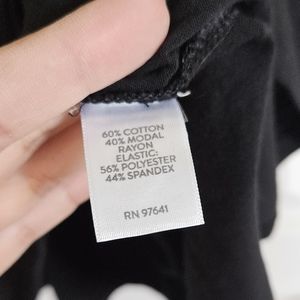 60% COTTON
40% MODAL
RAYON
ELASTIC:
56% POLYESTER
44% SPANDEX
RN 97641